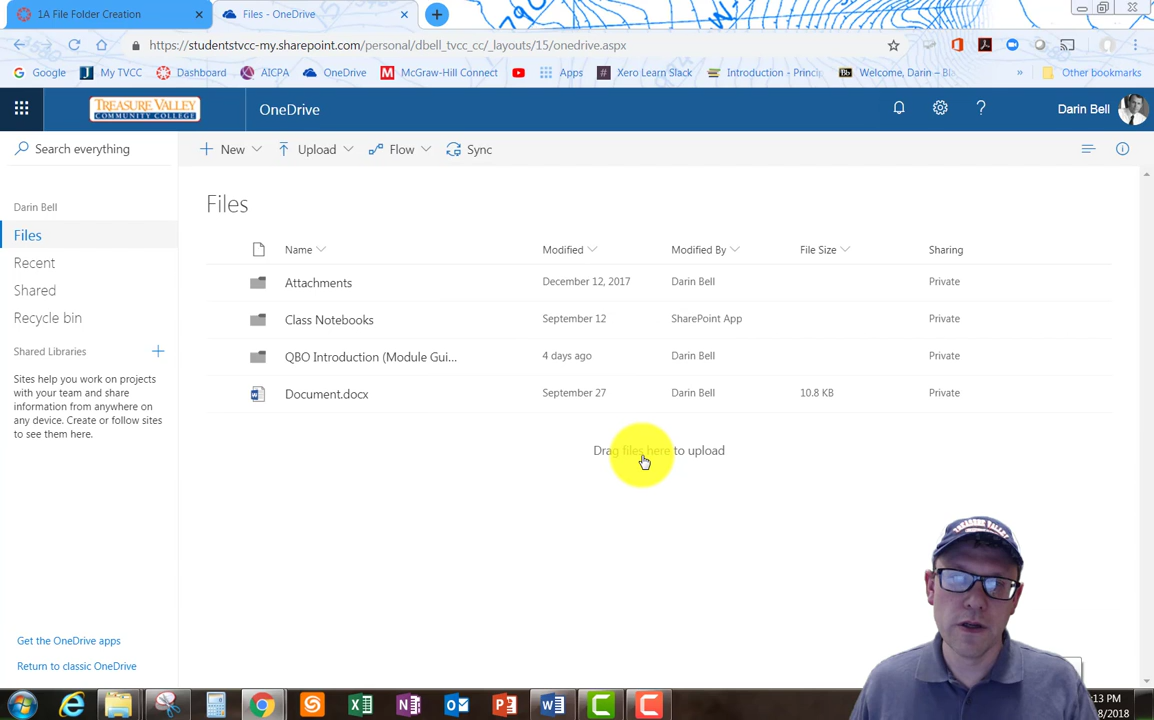 1A File Folder Creation
Files - OneDrive
https://studentstvcc-my.sharepoint.com/personal/dbell_tvcc_cc/_layouts/15/onedrive.aspx
Google
My TVCC
Dashboard
AICPA
OneDrive
McGraw-Hill Connect
Apps
Xero Learn Slack
Introduction - Princi
Welcome, Darin – Bl
Other bookmarks
TREASURE VALLEY
COMMUNITY COLLEGE
OneDrive
Darin Bell
Search everything
New
Upload
Flow
Sync
Darin Bell
Files
Recent
Shared
Recycle bin
Shared Libraries
Sites help you work on projects
with your team and share
information from anywhere on
any device. Create or follow sites
to see them here.
Get the OneDrive apps
Return to classic OneDrive
Files
Name Modified Modified By File Size Sharing
Attachments December 12, 2017 Darin Bell Private
Class Notebooks September 12 SharePoint App Private
QBO Introduction (Module Gui... 4 days ago Darin Bell Private
Document.docx September 27 Darin Bell 10.8 KB Private
Drag files here to upload
TREASURE VALLEY
:13 PM
8/2018